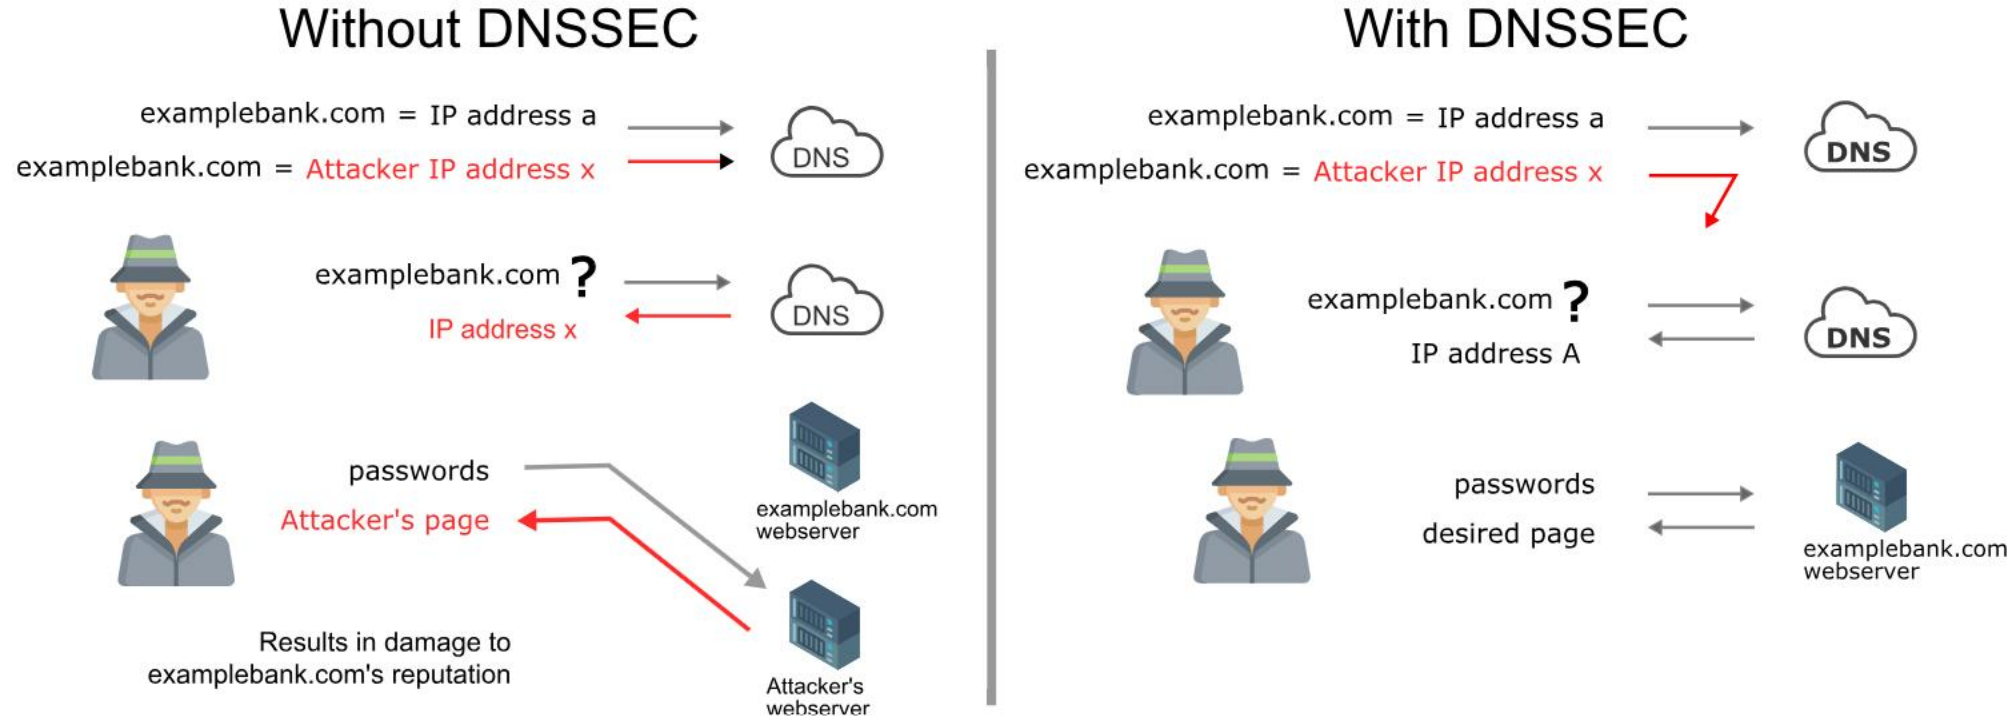 Without DNSSEC
examplebank.com = IP address a
DNS
examplebank.com = Attacker IP address x
examplebank.com ?
DNS
IP address x
passwords
Attacker's page
examplebank.com
webserver
Results in damage to
examplebank.com's reputation
Attacker's
webserver
With DNSSEC
examplebank.com = IP address a
DNS
examplebank.com = Attacker IP address x
examplebank.com ?
DNS
IP address A
passwords
desired page
examplebank.com
webserver